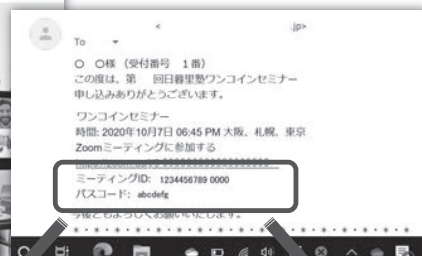 < .jp>
To
○ ○様 (受付番号 1番)
この度は、第 回日暮里塾ワンコインセミナー
申し込みありがとうございます。
ワンコインセミナー
時間: 2020年10月7日 06:45 PM 大阪、札幌、東京
Zoomミーティングに参加する
ミーティングID: 1234456789 0000
パスコード: abcdefg
今後ともよろしくお願いいたします。